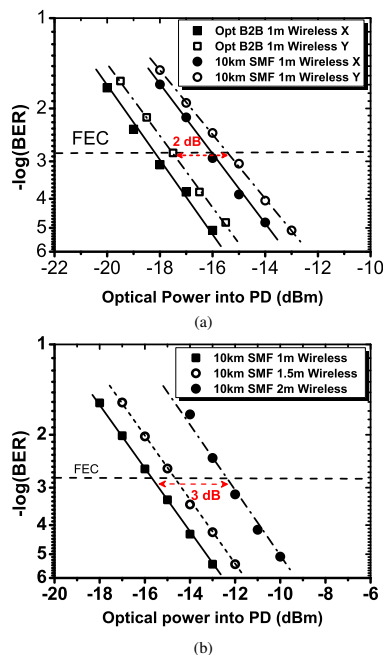 1
Opt B2B 1m Wireless X
Opt B2B 1m Wireless Y
10km SMF 1m Wireless X
10km SMF 1m Wireless Y
2
FEC
2 dB
3
4
5
6
-log(BER)
-22 -20 -18 -16 -14 -12 -10
Optical Power into PD (dBm)
(a)
1
10km SMF 1m Wireless
10km SMF 1.5m Wireless
10km SMF 2m Wireless
2
FEC
3
3 dB
4
5
6
-log(BER)
-20 -18 -16 -14 -12 -10 -8 -6
Optical power into PD (dBm)
(b)